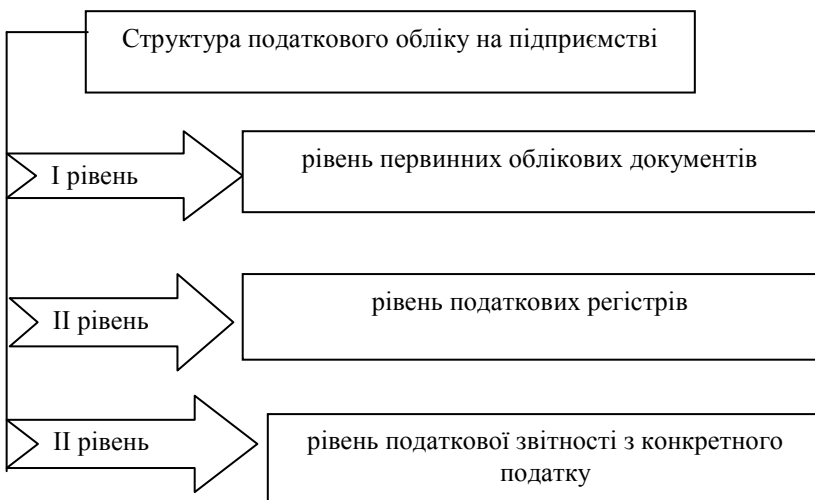 Структура податкового обліку на підприємстві
І рівень
рівень первинних облікових документів
ІІ рівень
рівень податкових регістрів
ІІ рівень
рівень податкової звітності з конкретного
податку